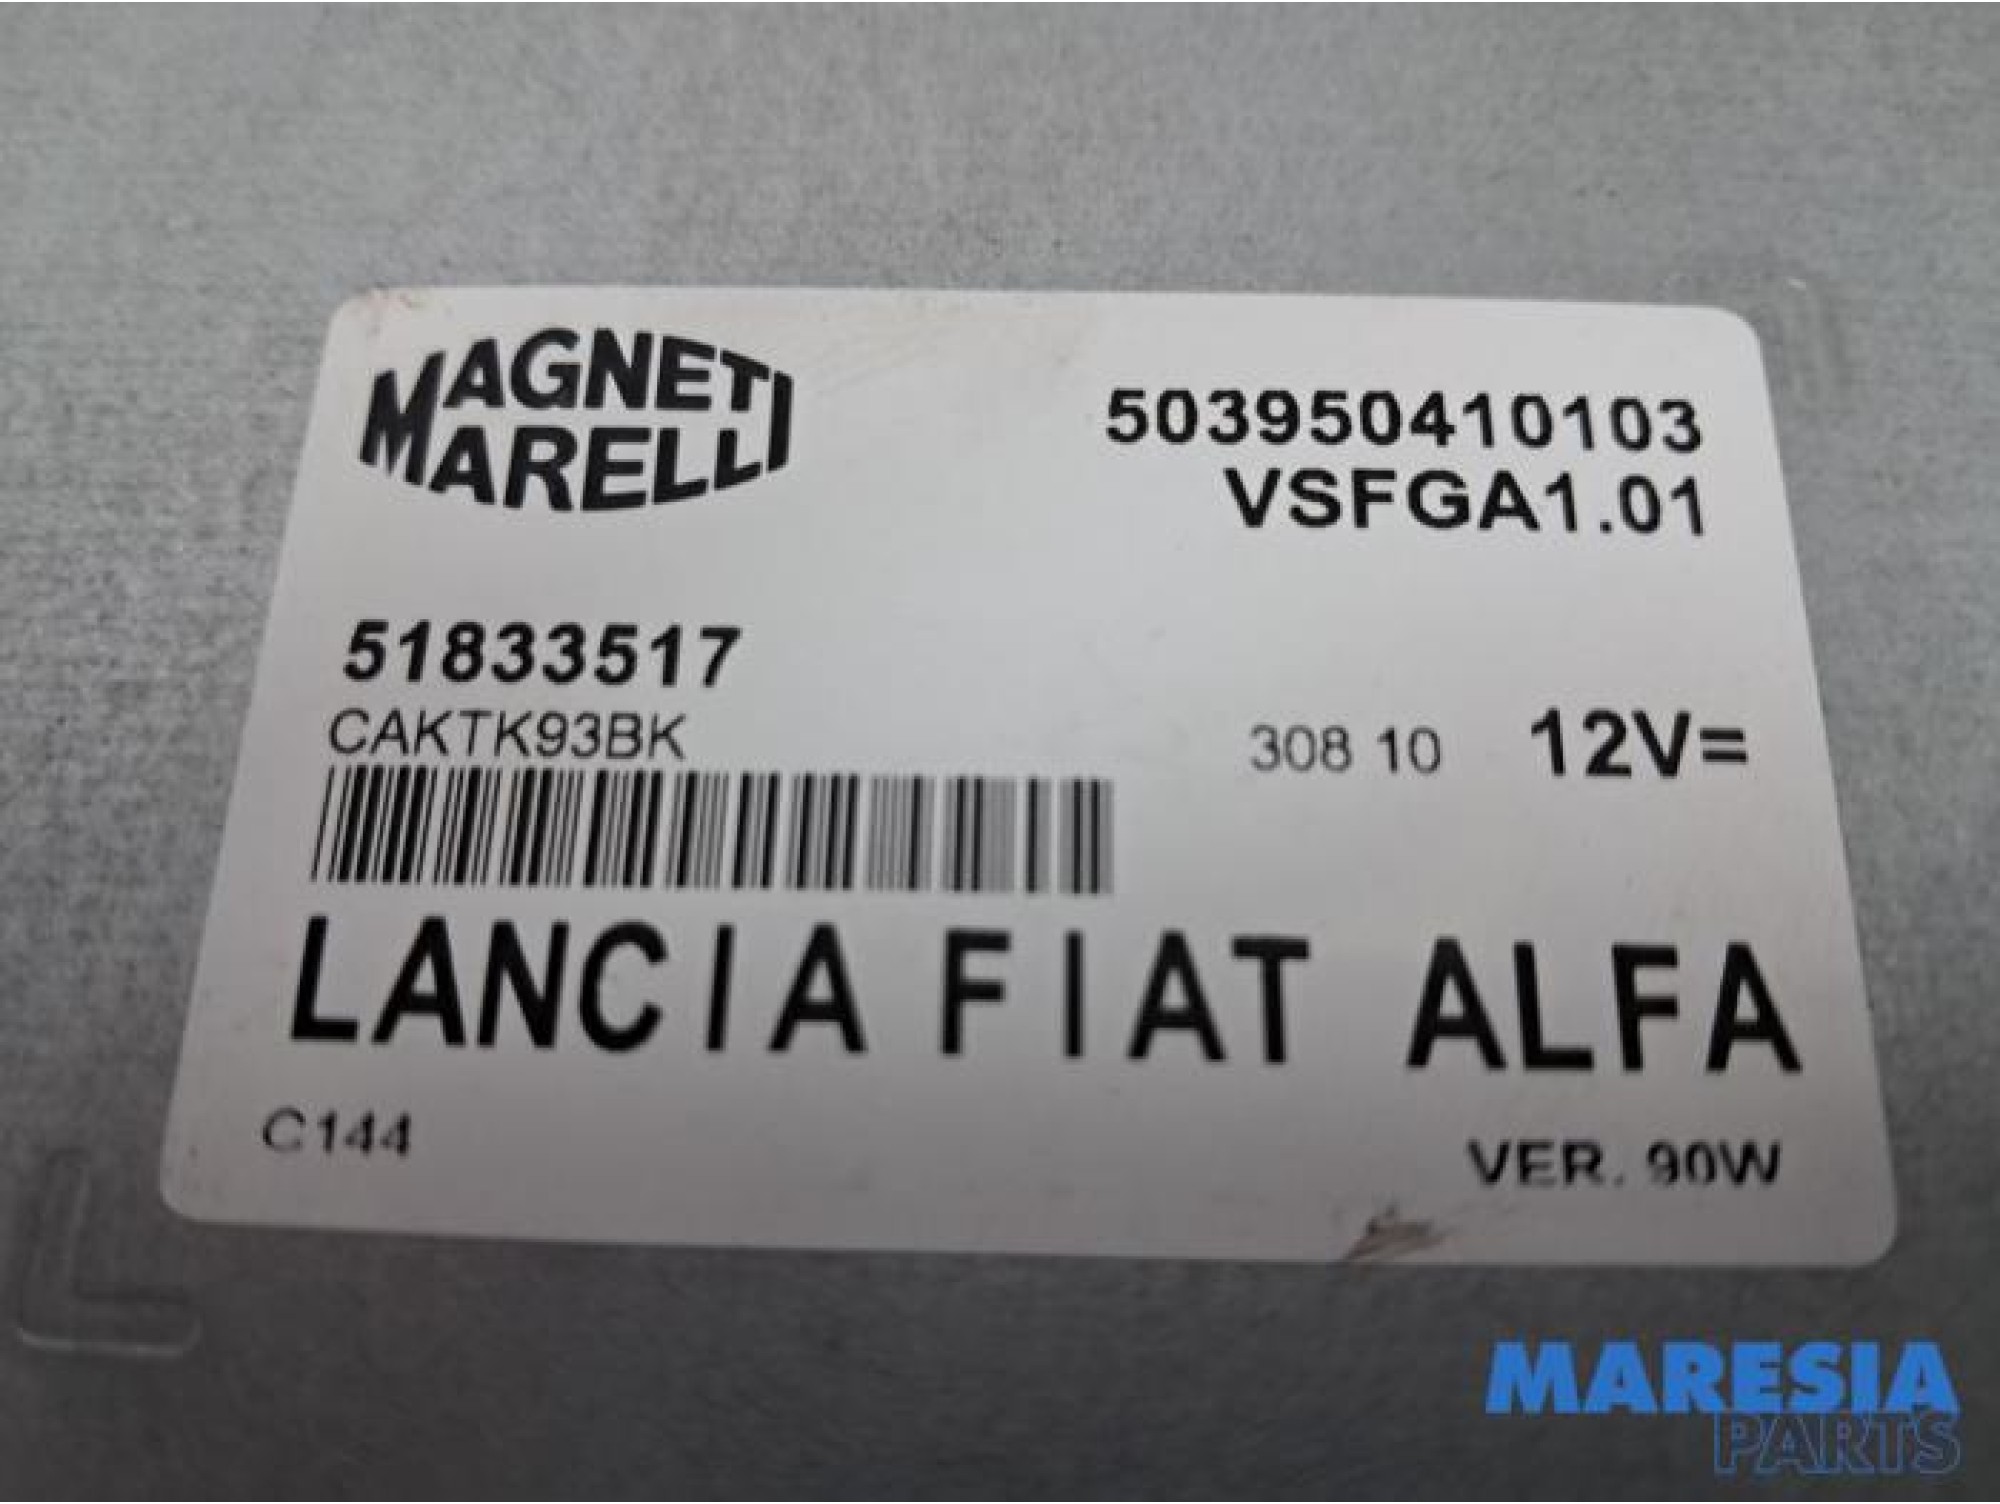 MAGNETI
MARELLI
503950410103
VSFGA1.01
51833517
CAKTK93BK
308 10 12V=
LANCIA FIAT ALFA
C144
VER. 90W
MARESIA
PARTS